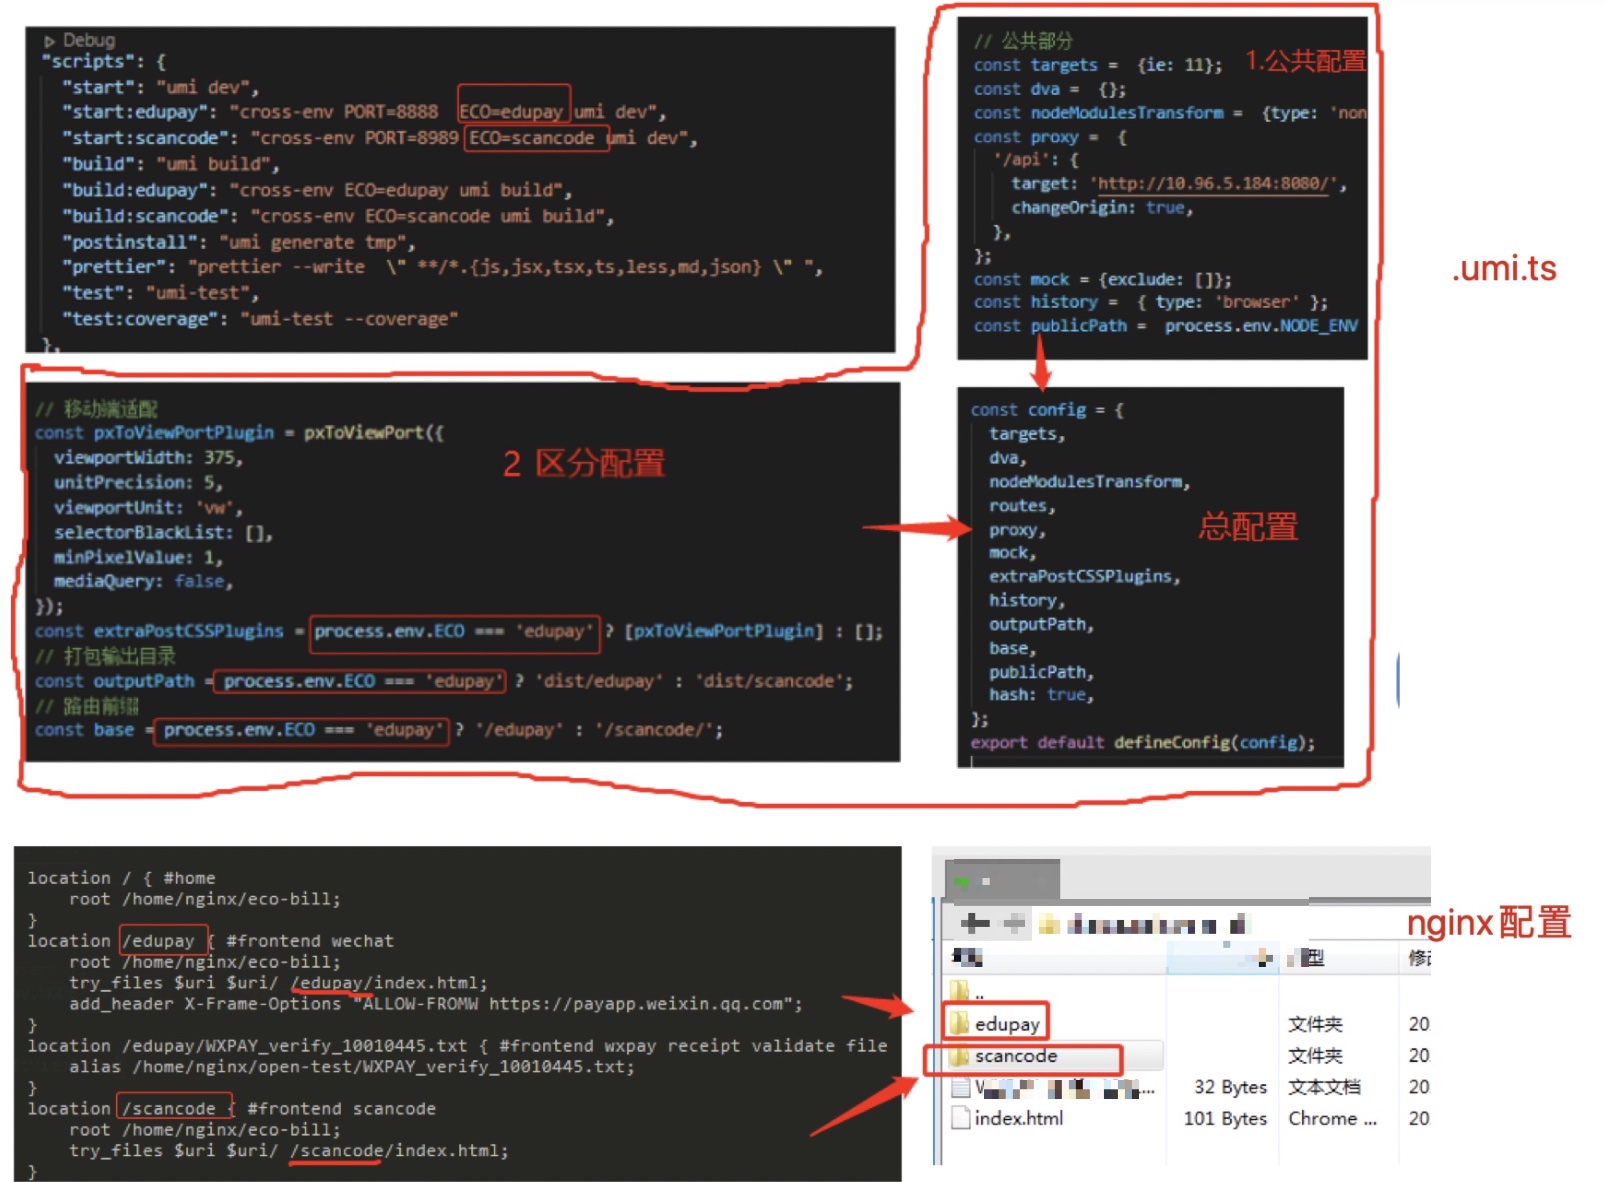 Debug
"scripts": {
"start": "umi dev",
"start:edupay": "cross-env PORT=8888 ECO=edupay umi dev",
"start:scancode": "cross-env PORT=8989 ECO=scancode umi dev",
"build": "umi build",
"build:edupay": "cross-env ECO=edupay umi build",
"build:scancode": "cross-env ECO=scancode umi build",
"postinstall": "umi generate tmp",
"prettier": "prettier --write \" **/*.{js,jsx,tsx,ts,less,md,json} \" ",
"test": "umi-test",
"test:coverage": "umi-test --coverage"
},
// 公共部分
const targets = {ie: 11};
1.公共配置
const dva = {};
const nodeModulesTransform = {type: 'non
const proxy = {
'/api': {
target: 'http://10.96.5.184:8080/',
changeOrigin: true,
},
};
const mock = {exclude: []};
const history = { type: 'browser' };
const publicPath = process.env.NODE_ENV
.umi.ts
// 移动端适配
const pxToViewPortPlugin = pxToViewPort({
viewportWidth: 375,
unitPrecision: 5,
viewportUnit: 'vw',
selectorBlackList: [],
minPixelValue: 1,
mediaQuery: false,
});
2 区分配置
const extraPostCSSPlugins = process.env.ECO === 'edupay' ? [pxToViewPortPlugin] : [];
// 打包输出目录
const outputPath = process.env.ECO === 'edupay' ? 'dist/edupay' : 'dist/scancode';
// 路由前缀
const base = process.env.ECO === 'edupay' ? '/edupay' : '/scancode/';
const config = {
targets,
dva,
nodeModulesTransform,
routes,
proxy,
mock,
extraPostCSSPlugins,
history,
outputPath,
base,
publicPath,
hash: true,
};
export default defineConfig(config);
总配置
location / { #home
root /home/nginx/eco-bill;
}
location /edupay { #frontend wechat
root /home/nginx/eco-bill;
try_files $uri $uri/ /edupay/index.html;
add_header X-Frame-Options "ALLOW-FROMW https://payapp.weixin.qq.com";
}
location /edupay/WXPAY_verify_10010445.txt { #frontend wxpay receipt validate file
alias /home/nginx/open-test/WXPAY_verify_10010445.txt;
}
location /scancode { #frontend scancode
root /home/nginx/eco-bill;
try_files $uri $uri/ /scancode/index.html;
}
nginx配置
型 修改
..
edupay 文件夹 20
scancode 文件夹 20
... 32 Bytes 文本文档 20
index.html 101 Bytes Chrome ... 20